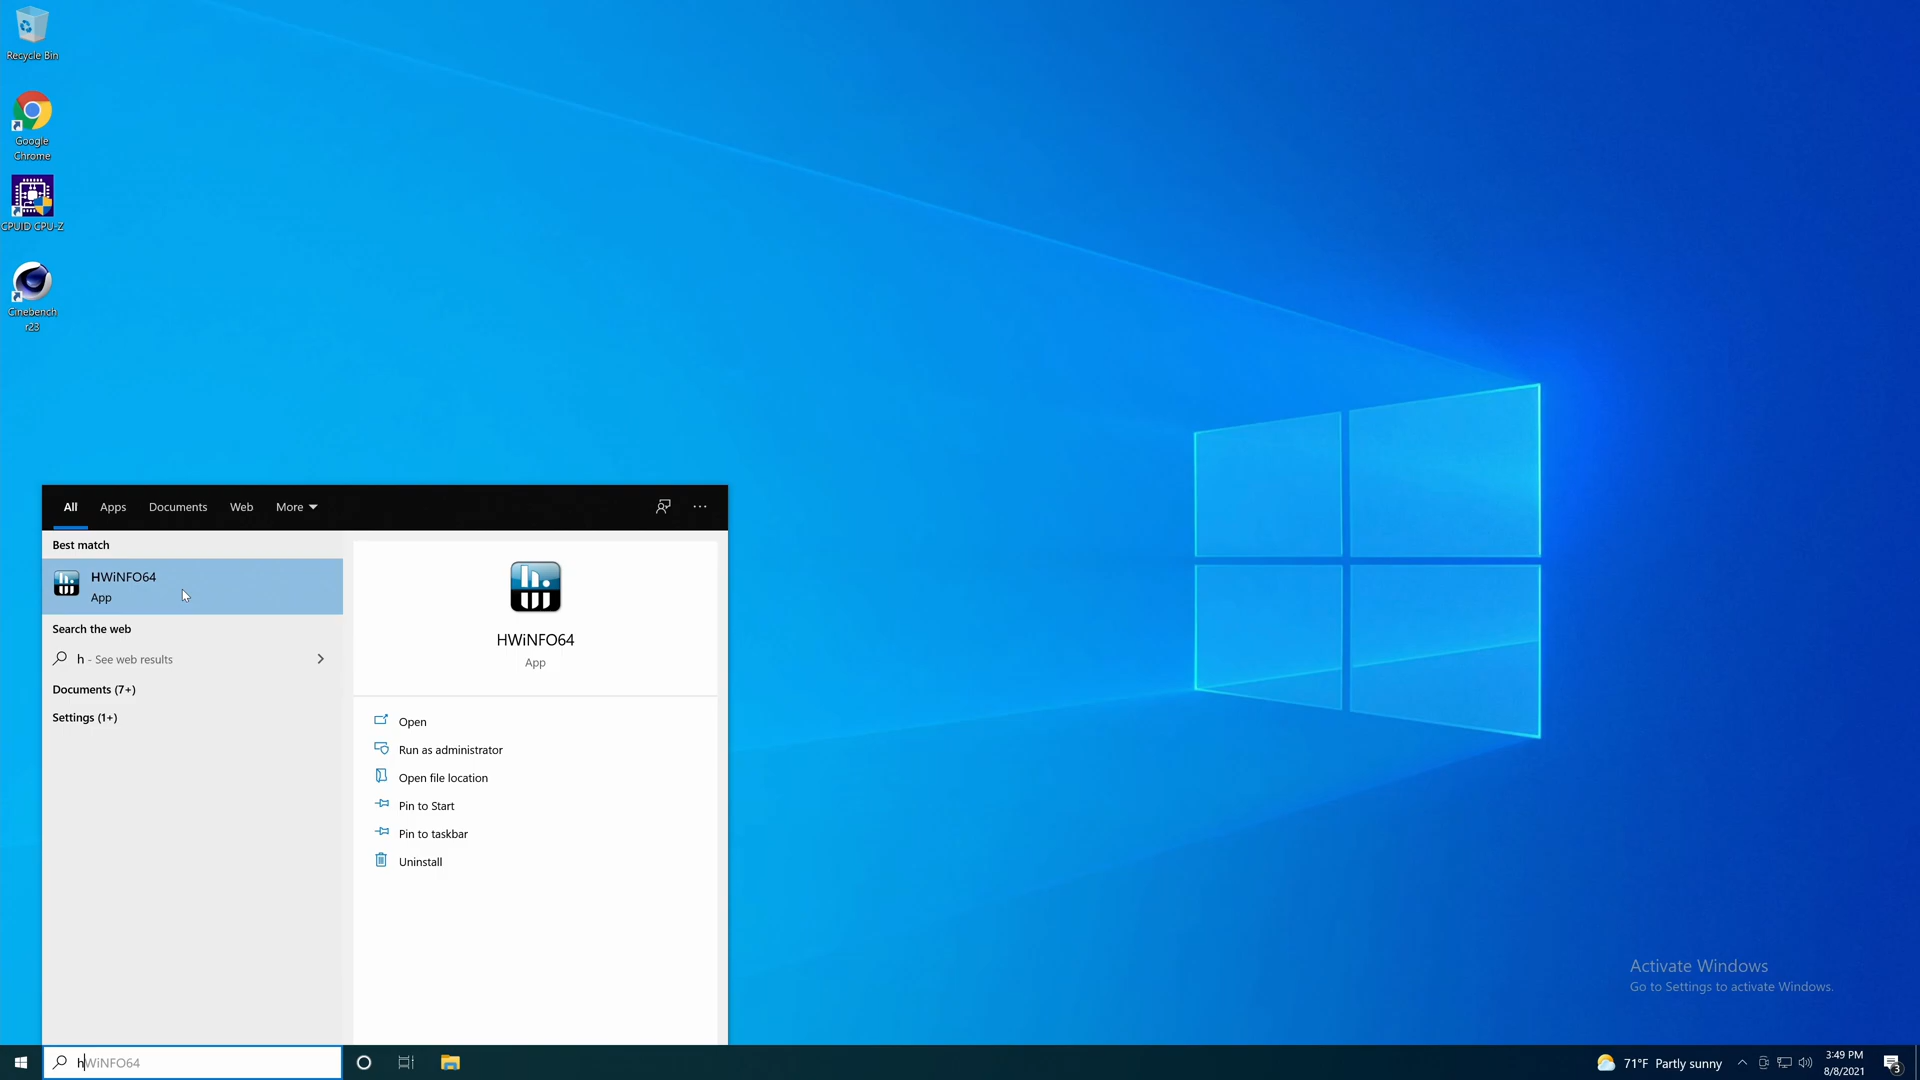 Recycle Bin
Google
Chrome
CPUID CPU-Z
Cinebench
r23
All Apps Documents Web More
Best match
HWiNFO64
App
Search the web
h - See web results
Documents (7+)
Settings (1+)
HWiNFO64
App
Open
Run as administrator
Open file location
Pin to Start
Pin to taskbar
Uninstall
Activate Windows
Go to Settings to activate Windows.
hWiNFO64
71°F Partly sunny
3:49 PM
8/8/2021
3